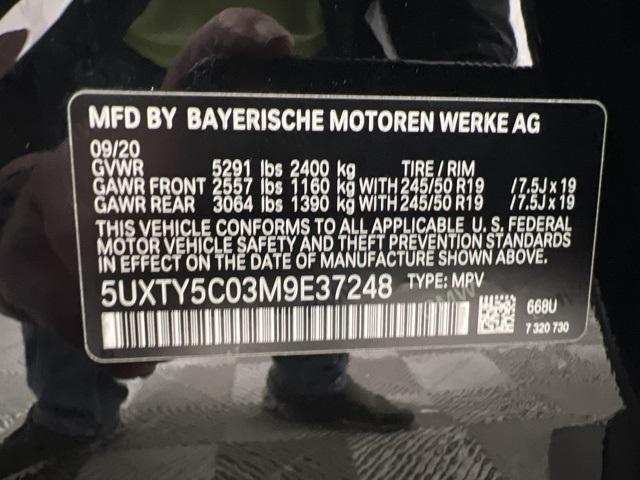 MFD BY BAYERISCHE MOTOREN WERKE AG
09/20
GVWR 5291 lbs 2400 kg TIRE / RIM
GAWR FRONT 2557 lbs 1160 kg WITH 245/50 R19 /7.5J x 19
GAWR REAR 3064 lbs 1390 kg WITH 245/50 R19 /7.5J x 19
THIS VEHICLE CONFORMS TO ALL APPLICABLE U. S. FEDERAL
MOTOR VEHICLE SAFETY AND THEFT PREVENTION STANDARDS
IN EFFECT ON THE DATE OF MANUFACTURE SHOWN ABOVE.
5UXTY5C03M9E37248 TYPE: MPV
668U
7 320 730